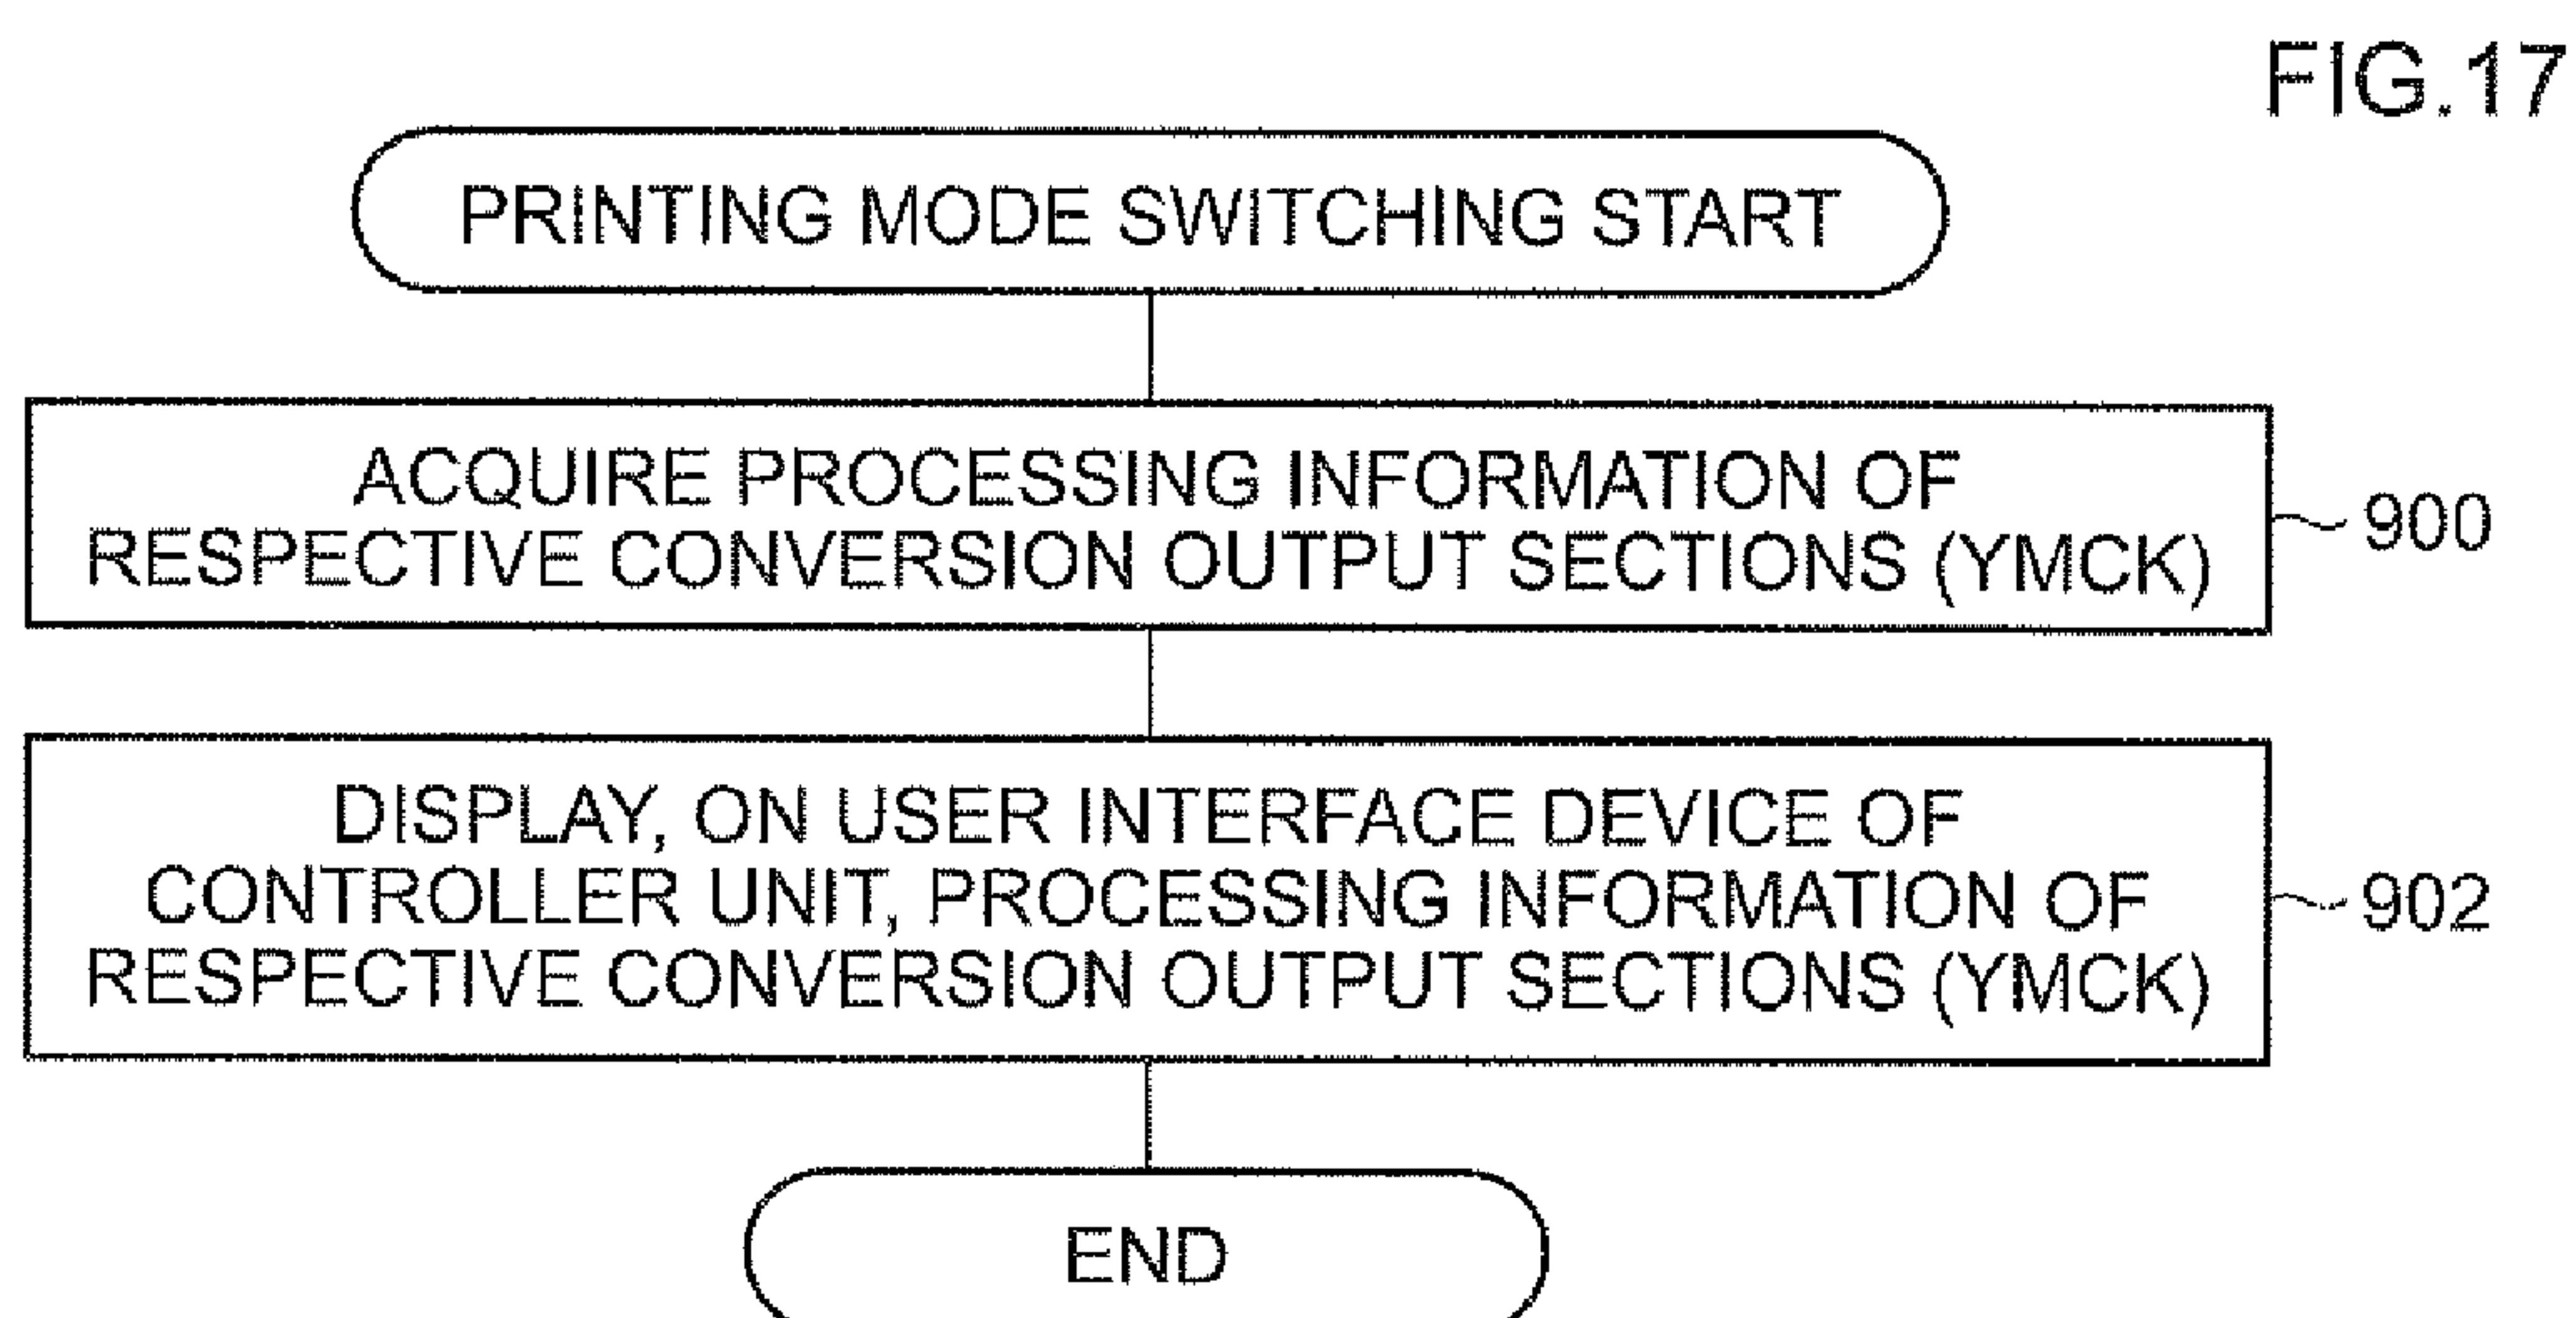 FIG.17
PRINTING MODE SWITCHING START
ACQUIRE PROCESSING INFORMATION OF
RESPECTIVE CONVERSION OUTPUT SECTIONS (YMCK)
900
DISPLAY, ON USER INTERFACE DEVICE OF
CONTROLLER UNIT, PROCESSING INFORMATION OF
RESPECTIVE CONVERSION OUTPUT SECTIONS (YMCK)
902
END